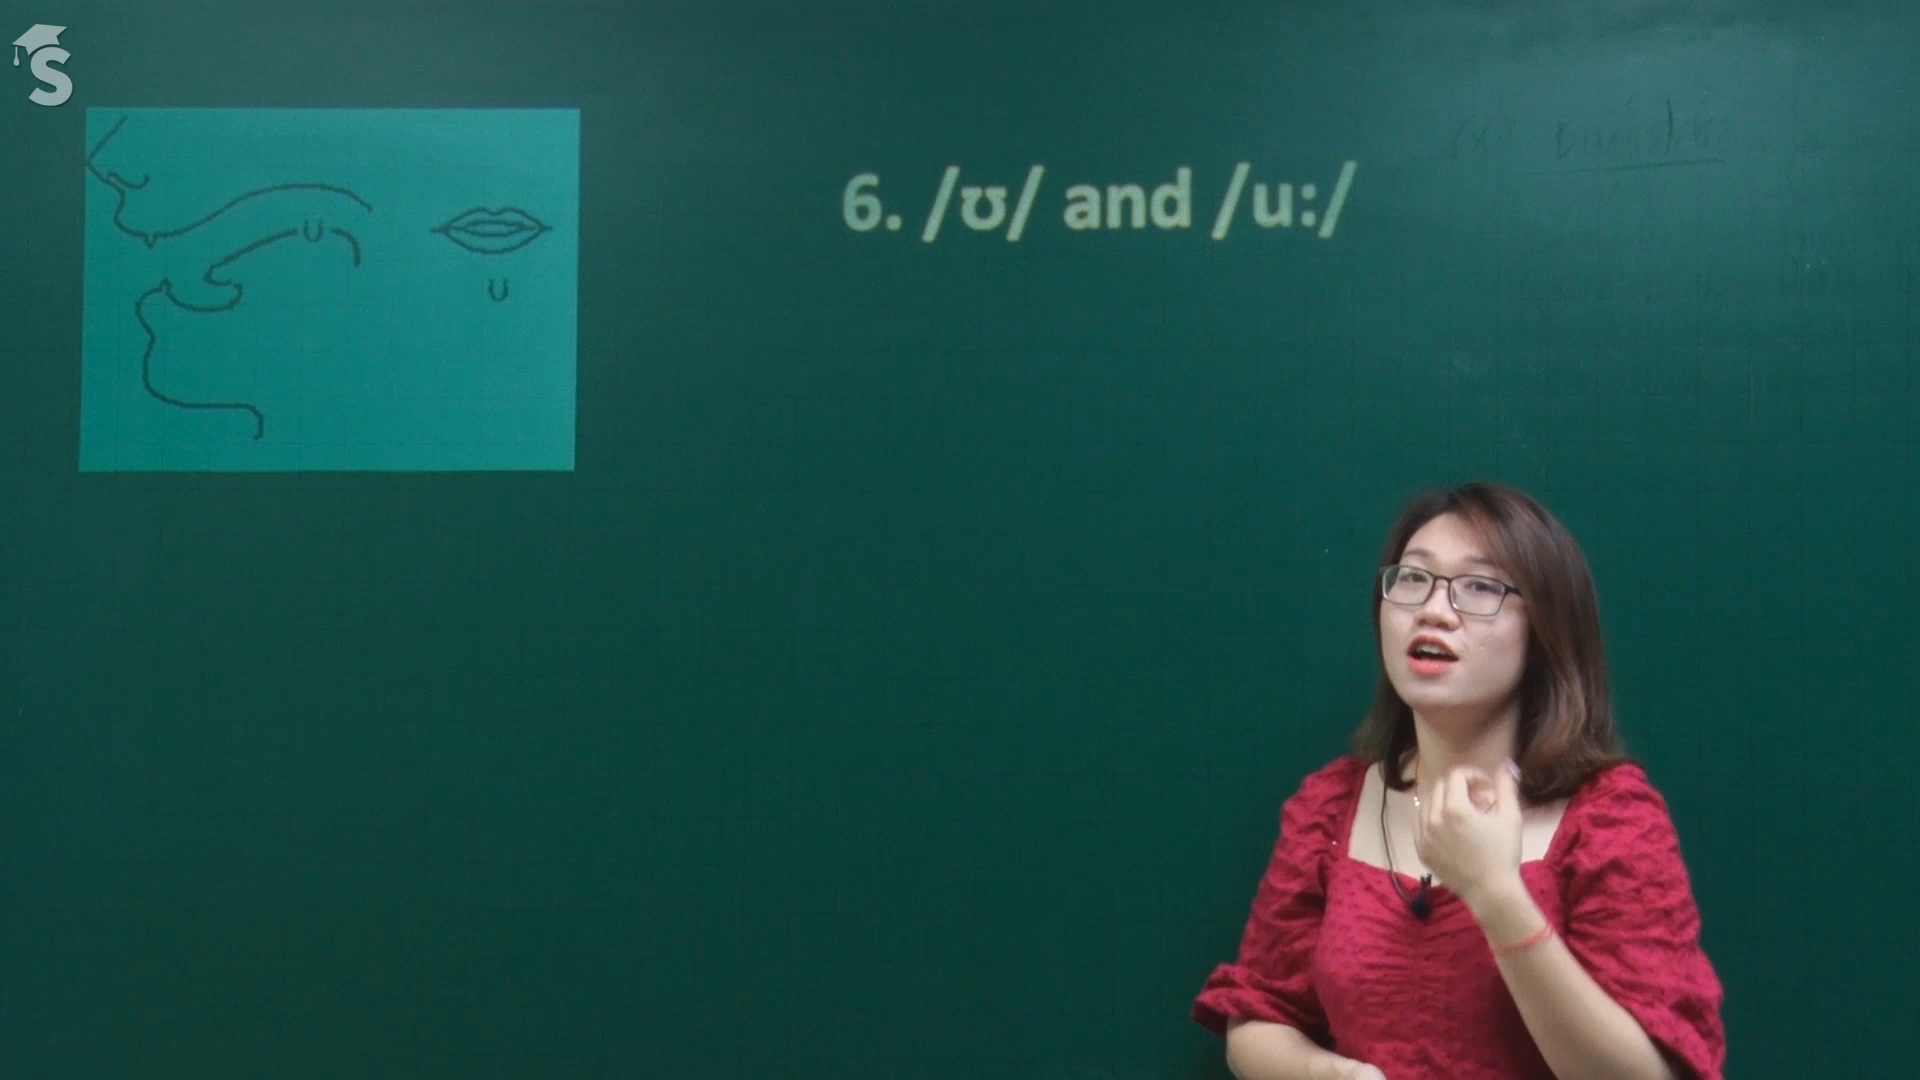 S
6. /ʊ/ and /u:/
ʊ
ʊ